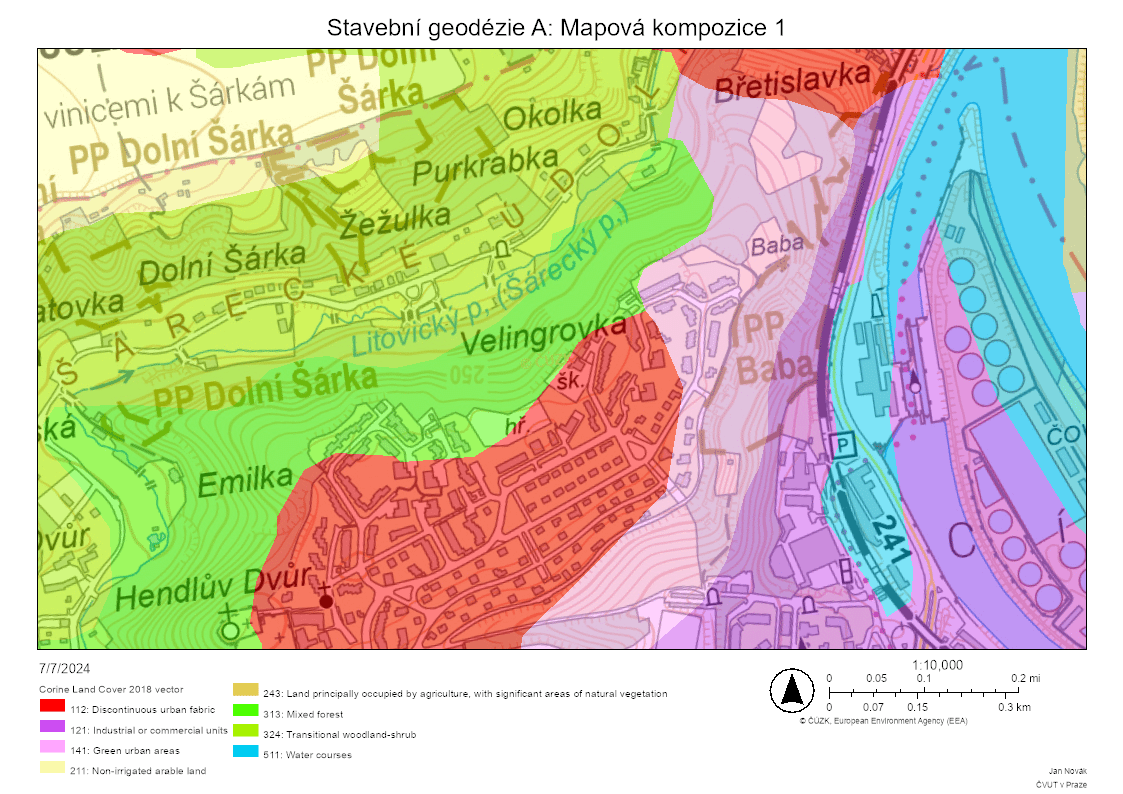 Stavební geodézie A: Mapová kompozice 1
PP Dolní
Šárka
Břetislavka
vinicemi k Šárkám
Okolka
PP Dolní Šárka
Purkrabka
Žežulka
Dolní Šárka
Baba
atovka
Š Á R E C K É Ú D O L
Litovický p. (Šárecký p.)
Velingrovka
PP
Baba
250
PP Dolní Šárka
šk.
hř.
ská
P
ČO
Emilka
241
Dvůr
C Í
Hendlův Dvůr
7/7/2024
1:10,000
Corine Land Cover 2018 vector
112: Discontinuous urban fabric
121: Industrial or commercial units
141: Green urban areas
211: Non-irrigated arable land
243: Land principally occupied by agriculture, with significant areas of natural vegetation
313: Mixed forest
324: Transitional woodland-shrub
511: Water courses
0 0.05 0.1 0.2 mi
0 0.07 0.15 0.3 km
© ČÚZK, European Environment Agency (EEA)
Jan Novák
ČVUT v Praze